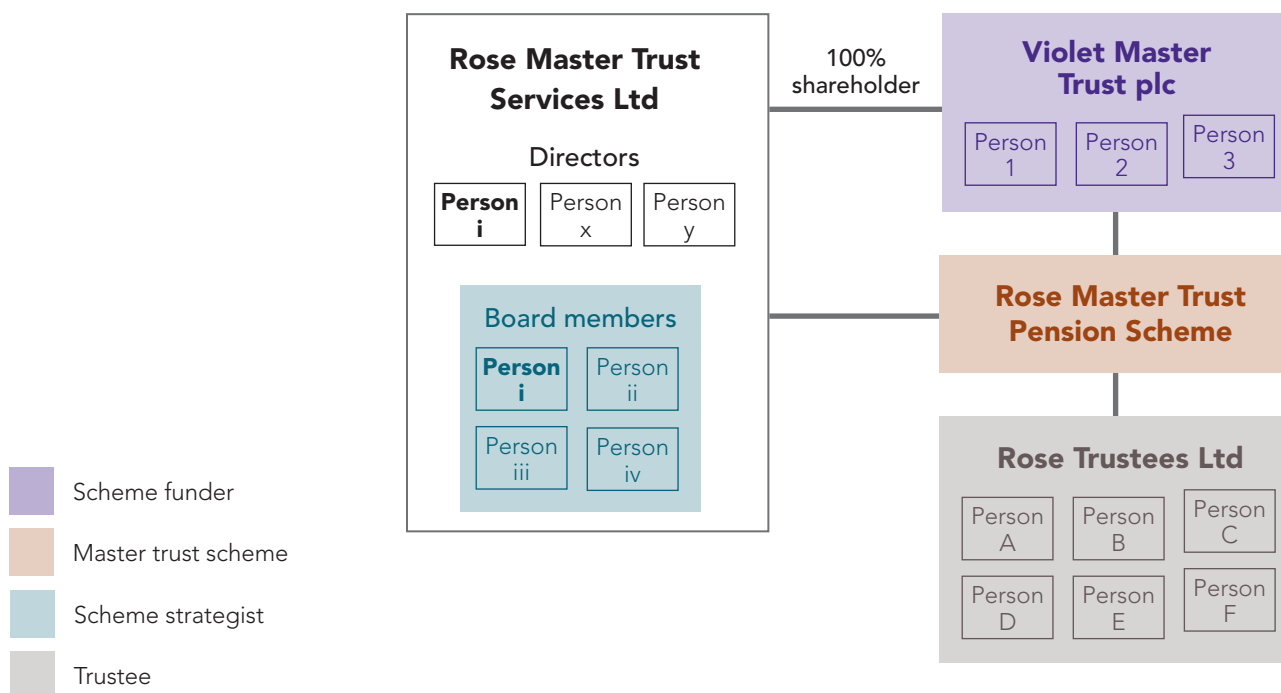 Rose Master Trust
Services Ltd
Directors
Person
i
Person
x
Person
y
Board members
Person
i
Person
ii
Person
iii
Person
iv
100%
shareholder
Violet Master
Trust plc
Person
1
Person
2
Person
3
Rose Master Trust
Pension Scheme
Rose Trustees Ltd
Person
A
Person
B
Person
C
Person
D
Person
E
Person
F
Scheme funder
Master trust scheme
Scheme strategist
Trustee